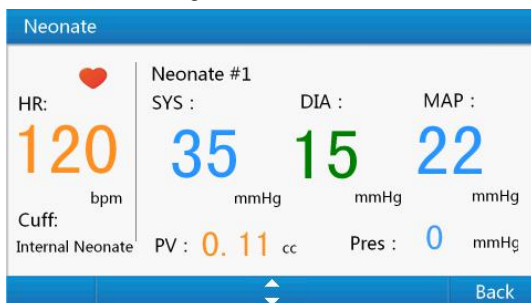 Neonate
Neonate #1
HR:
SYS : DIA : MAP :
120 35 15 22
bpm mmHg mmHg mmHg
Cuff:
Internal Neonate PV : 0.11 cc Pres : 0 mmHg
Back